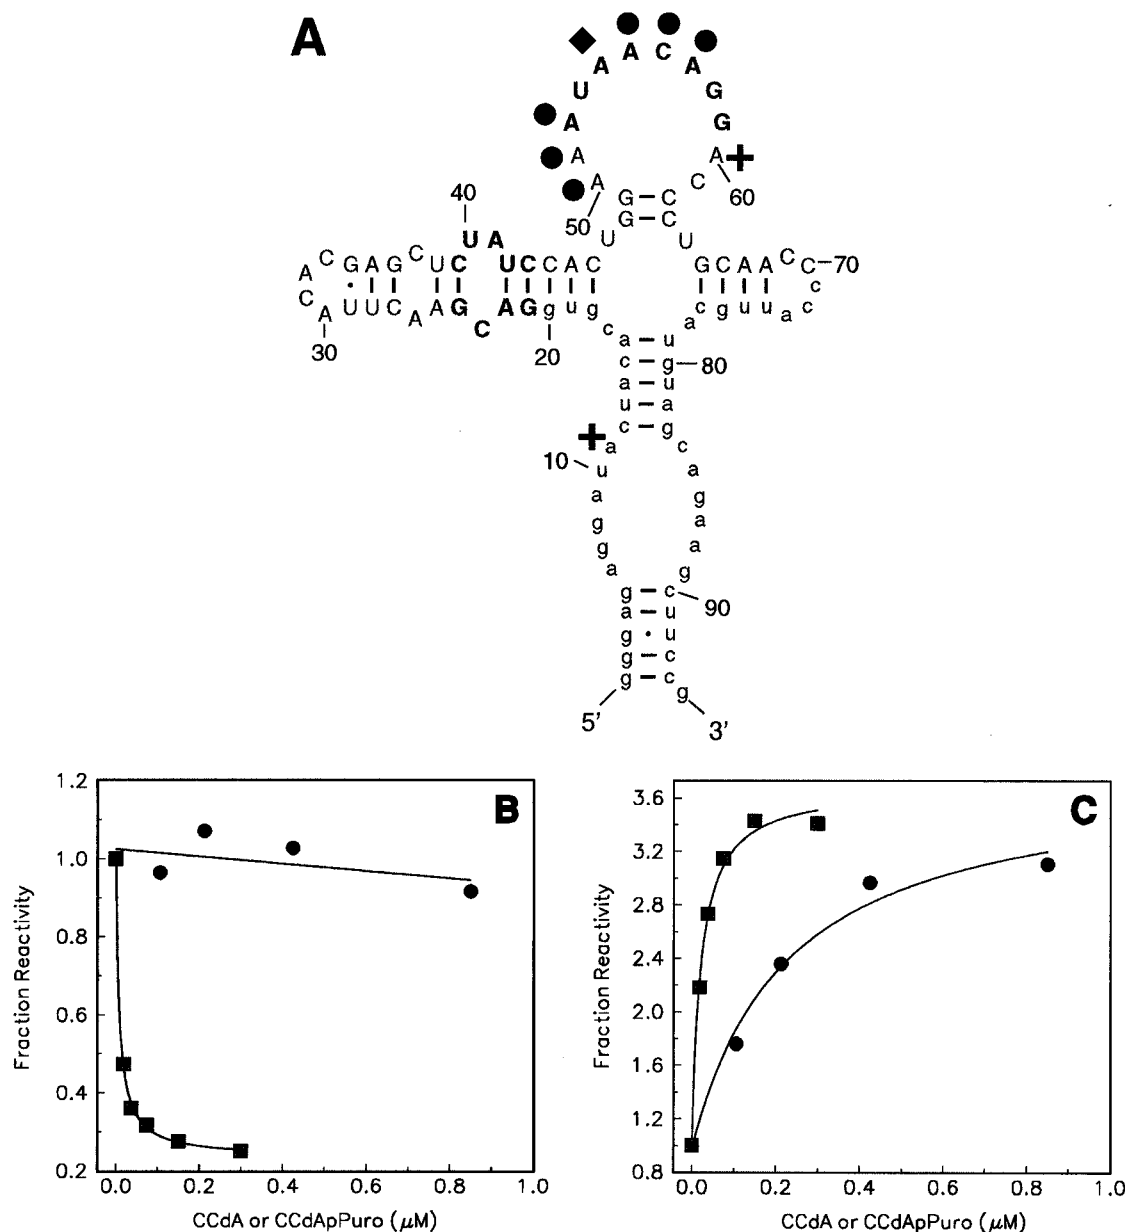 A
A A A U A A C A G G A C
50
60
G – C
G – C
U
U
40
U A
A C G A G C U C U C C A C
G C A A C C – 70
C A U U C A A G C A G g u g
c g u u a c c
30
20
c
a
a – u
c – g – 80
a – u
u – a
c – g
a
c
10
u
a
a
g
g
a
g
a
g
a
g – c
90
a – u
g · u
g – c
g – c
g
5'
3'
B
1.2
1.0
0.8
0.6
0.4
0.2
Fraction Reactivity
0.0 0.2 0.4 0.6 0.8 1.0
CCdA or CCdApPuro (μM)
C
3.6
3.2
2.8
2.4
2.0
1.6
1.2
0.8
Fraction Reactivity
0.0 0.2 0.4 0.6 0.8 1.0
CCdA or CCdApPuro (μM)